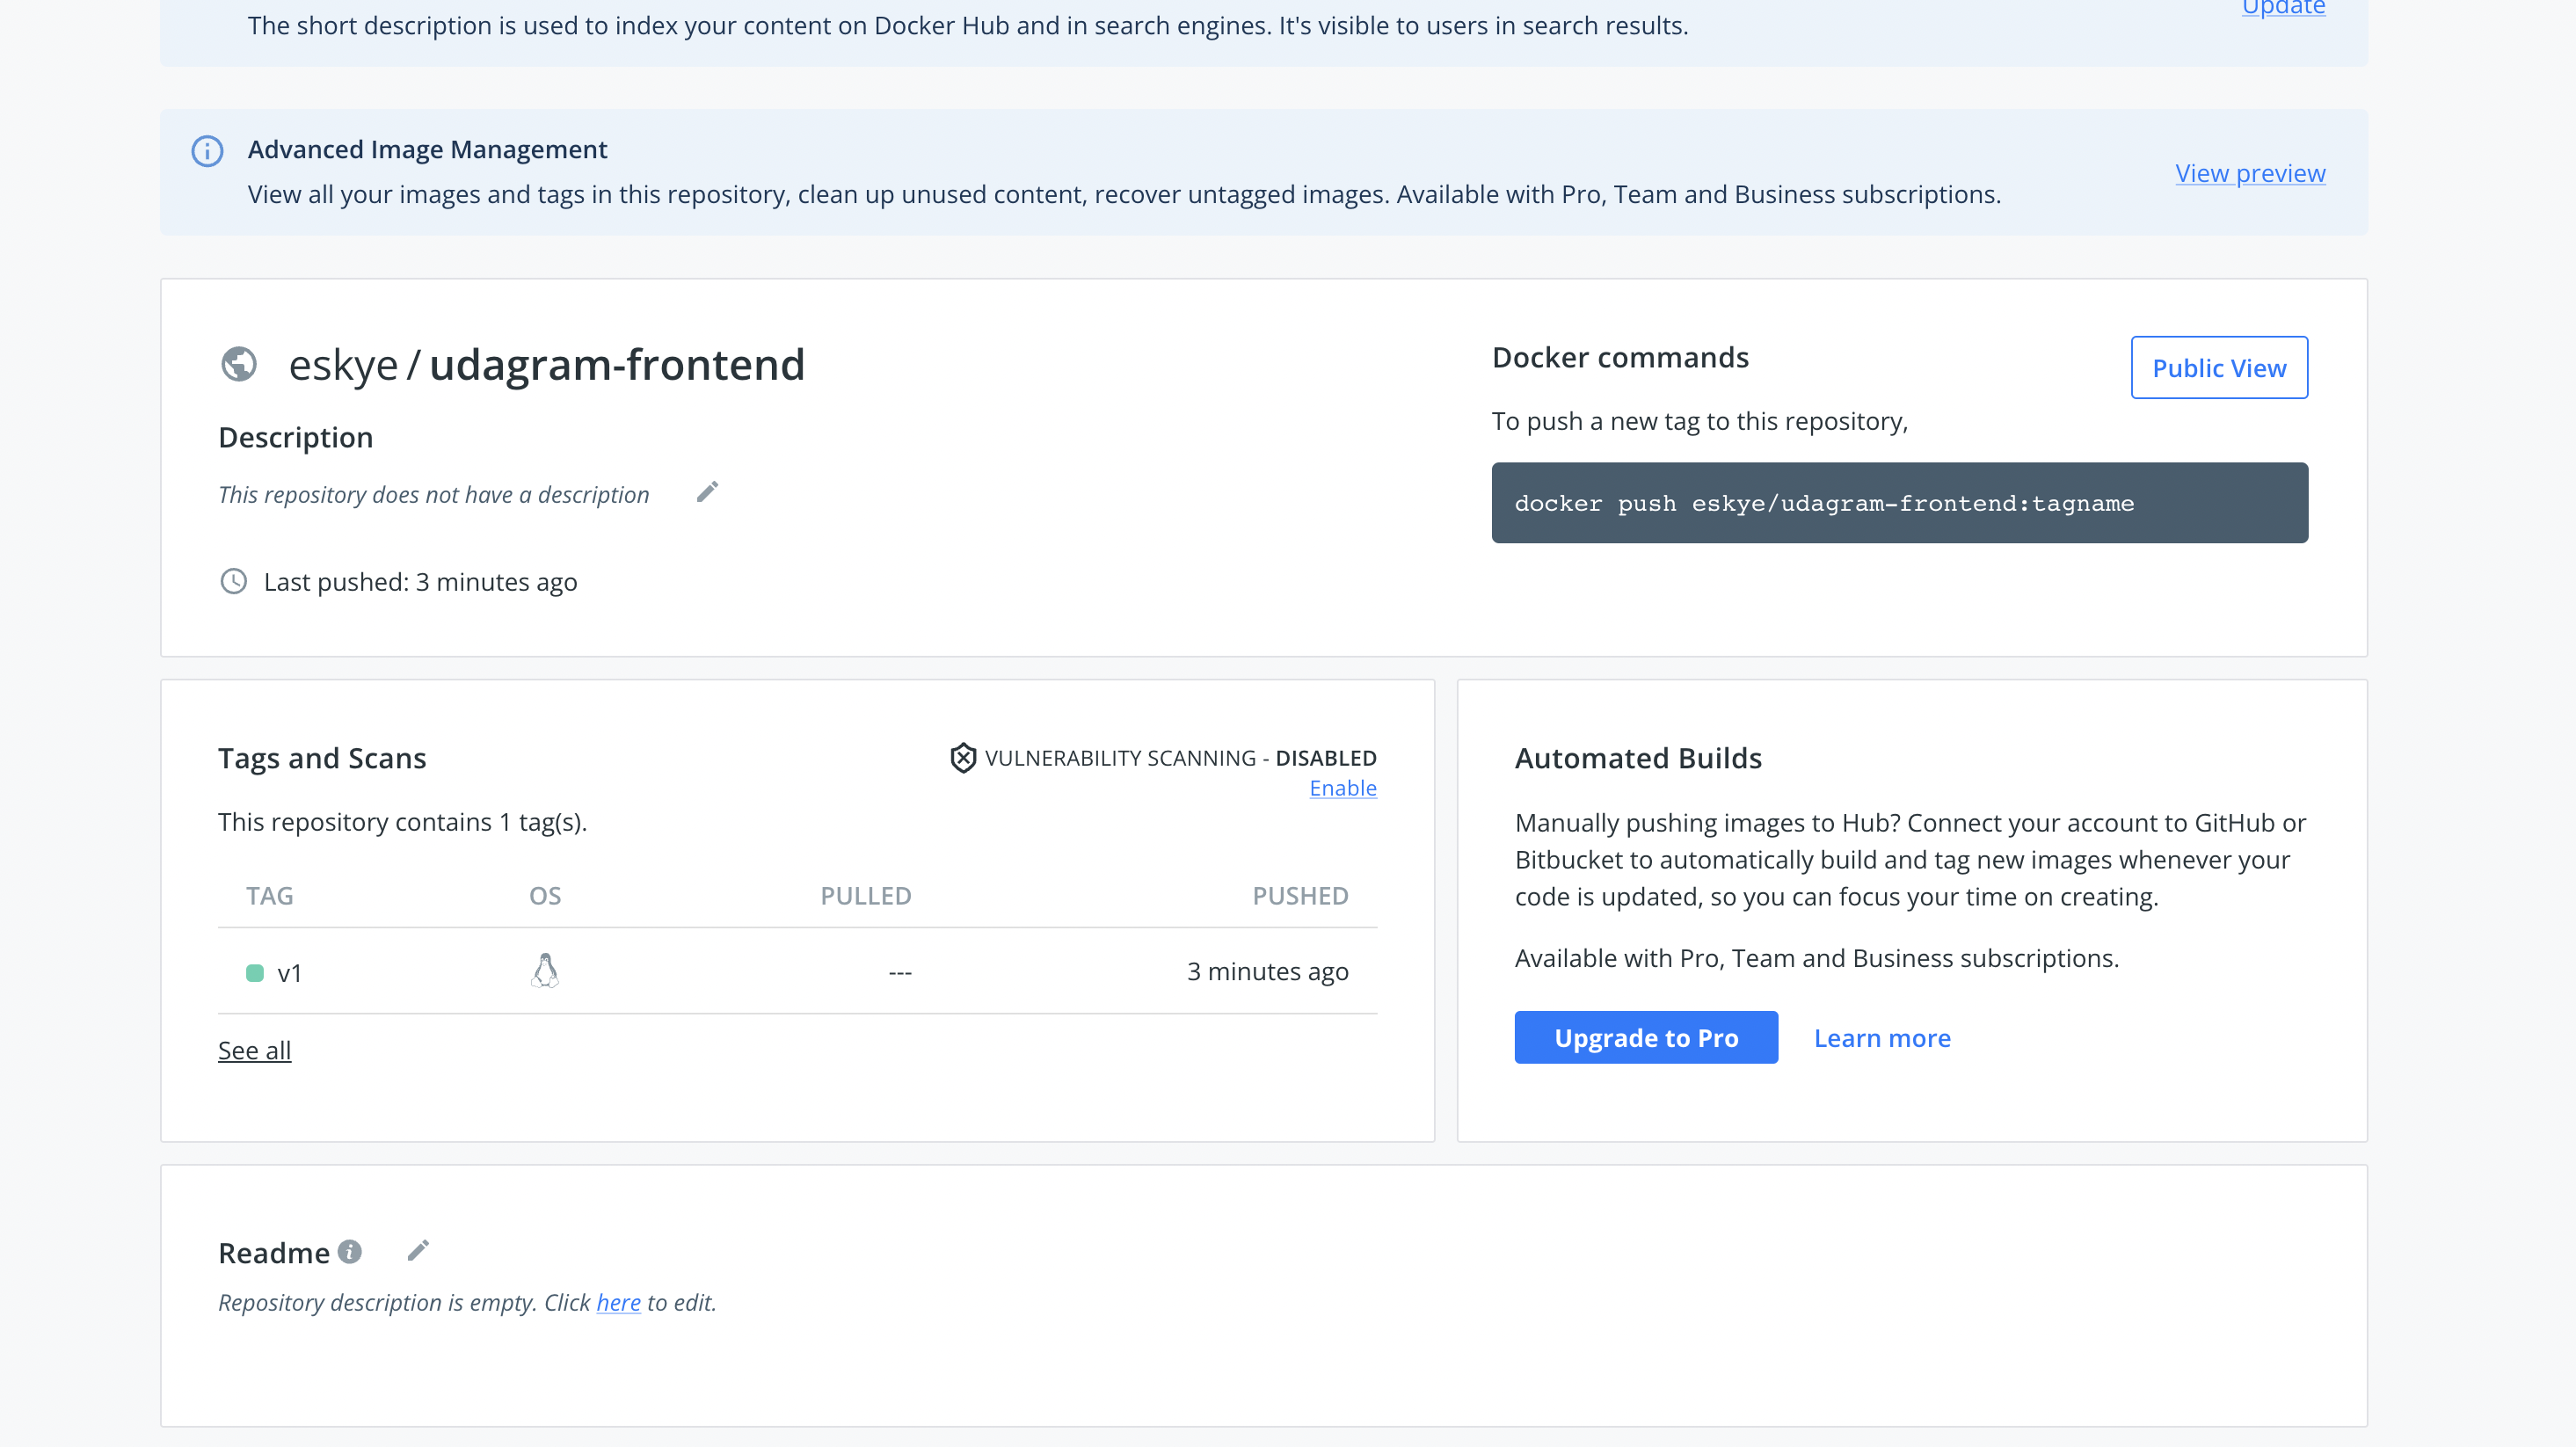 The short description is used to index your content on Docker Hub and in search engines. It's visible to users in search results.
Update
Advanced Image Management
View all your images and tags in this repository, clean up unused content, recover untagged images. Available with Pro, Team and Business subscriptions.
View preview
eskye / udagram-frontend
Description
This repository does not have a description
Last pushed: 3 minutes ago
Docker commands
Public View
To push a new tag to this repository,
docker push eskye/udagram-frontend:tagname
Tags and Scans
VULNERABILITY SCANNING - DISABLED
Enable
This repository contains 1 tag(s).
TAG OS PULLED PUSHED
v1 --- 3 minutes ago
See all
Automated Builds
Manually pushing images to Hub? Connect your account to GitHub or
Bitbucket to automatically build and tag new images whenever your
code is updated, so you can focus your time on creating.
Available with Pro, Team and Business subscriptions.
Upgrade to Pro
Learn more
Readme
Repository description is empty. Click here to edit.